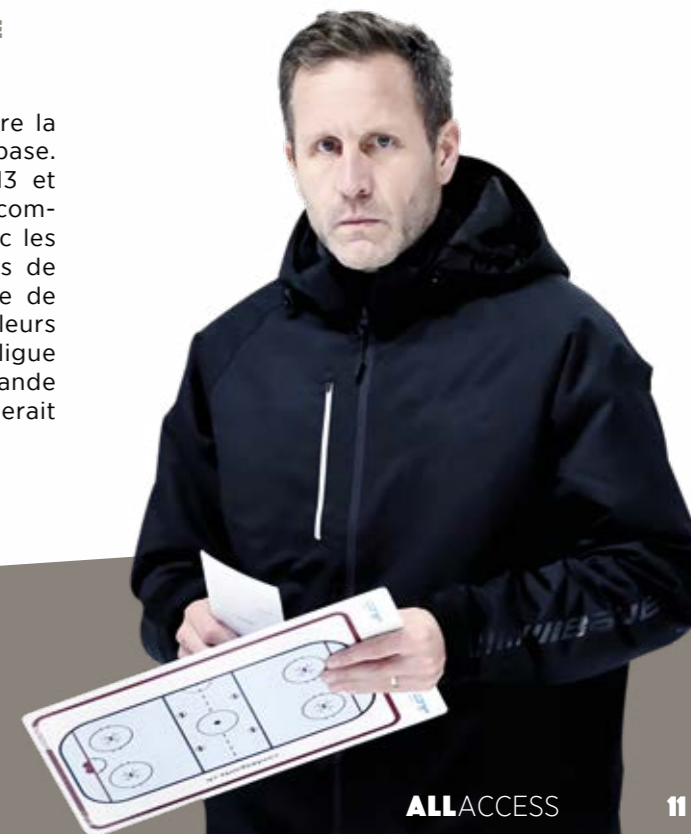 re la
base.
13 et
com-
c les
s de
e de
leurs
ligue
ande
erait
ALLACCESS 11